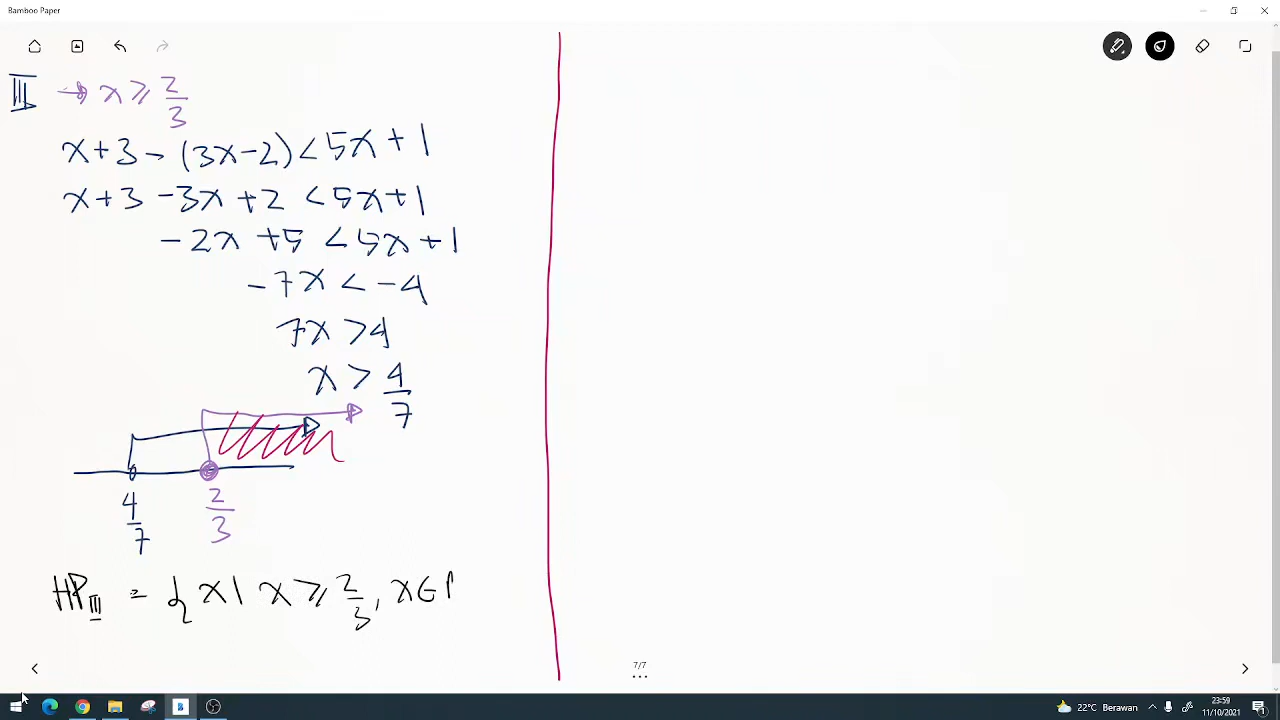 Bamboo Paper
III → x ≥ 2/3
x + 3 - (3x - 2) < 5x + 1
x + 3 - 3x + 2 < 5x + 1
- 2x + 5 < 5x + 1
- 7x < - 4
7x > 4
x > 4/7
4/7 2/3
HP III = { x | x ≥ 2/3, x ∈
7/7
22°C Berawan
23:59
11/10/2021